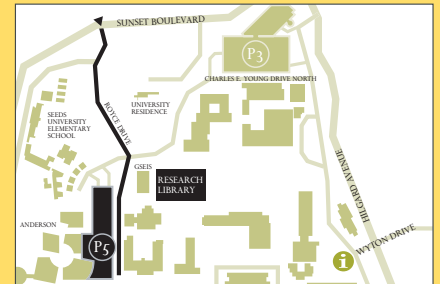 SUNSET BOULEVARD
P3
CHARLES E. YOUNG DRIVE NORTH
UNIVERSITY
RESIDENCE
ROYCE DRIVE
SEEDS
UNIVERSITY
ELEMENTARY
SCHOOL
GSEIS
RESEARCH
LIBRARY
HILGARD AVENUE
ANDERSON
P5
WYTON DRIVE
i